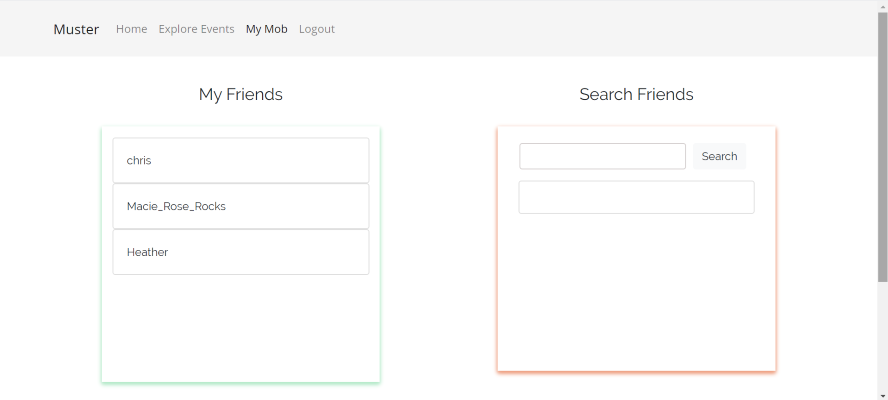 Muster Home Explore Events My Mob Logout
My Friends
chris
Macie_Rose_Rocks
Heather
Search Friends
Search